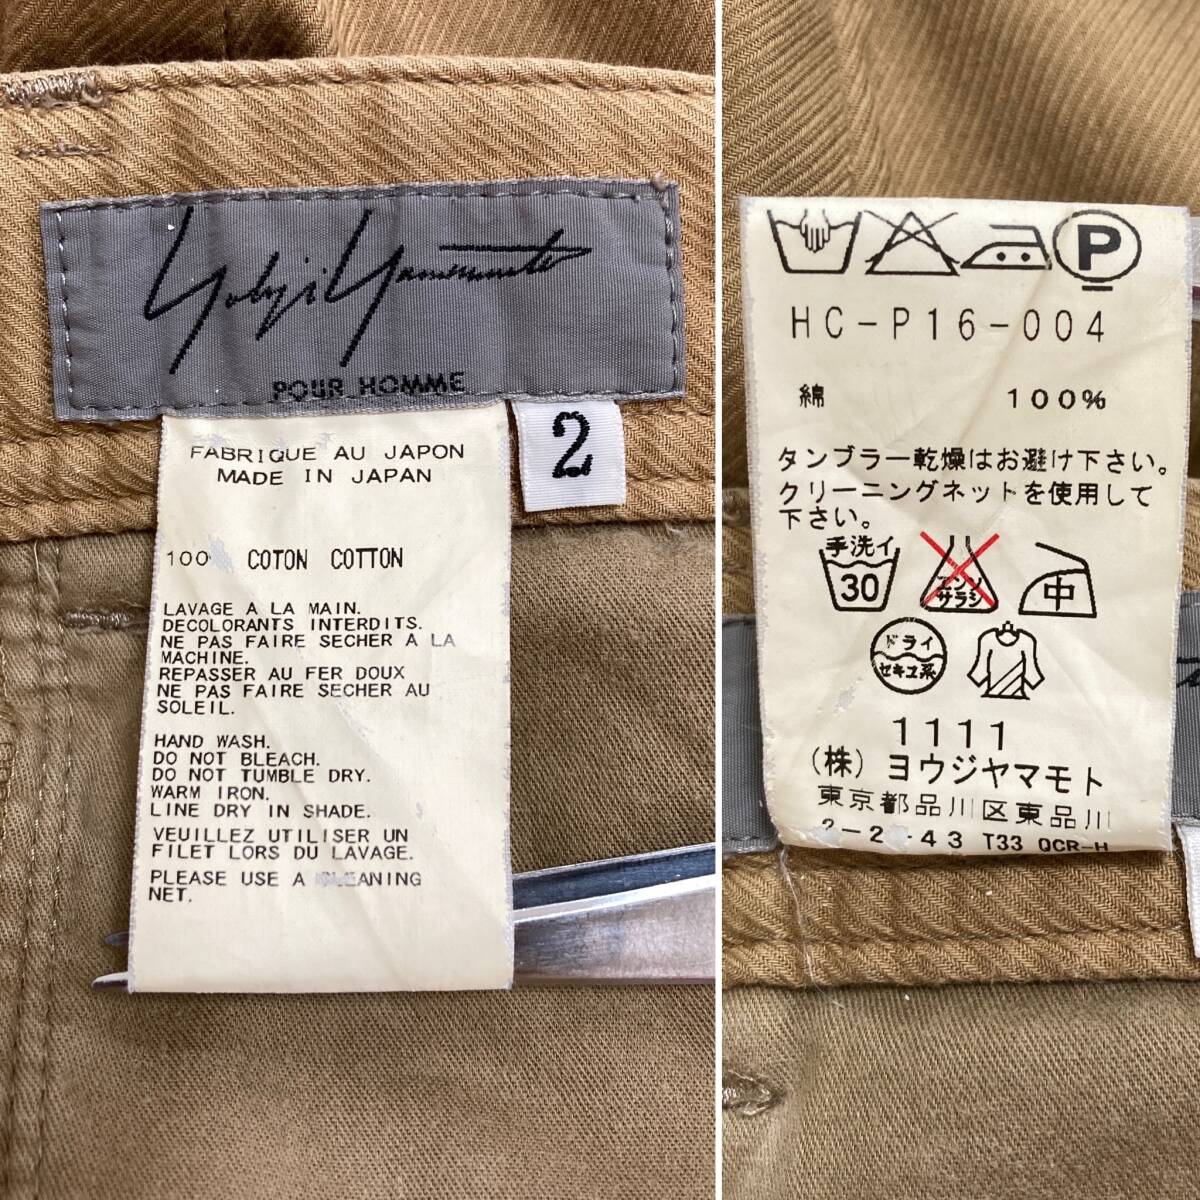 Yohji Yamamoto
POUR HOMME
2
FABRIQUE AU JAPON
MADE IN JAPAN
100 COTON COTTON
LAVAGE A LA MAIN.
DECOLORANTS INTERDITS.
NE PAS FAIRE SECHER A LA
MACHINE.
REPASSER AU FER DOUX
NE PAS FAIRE SECHER AU
SOLEIL.
HAND WASH.
DO NOT BLEACH.
DO NOT TUMBLE DRY.
WARM IRON.
LINE DRY IN SHADE.
VEUILLEZ UTILISER UN
FILET LORS DU LAVAGE.
PLEASE USE A CLEANING
NET.
P
HC-P16-004
綿 100%
タンブラー乾燥はお避け下さい。
クリーニングネットを使用して
下さい。
手洗イ
30
エンソ
サラシ
中
ドライ
セキユ系
1111
(株) ヨウジヤマモト
東京都品川区東品川
2-2-43 T33 QCR-H